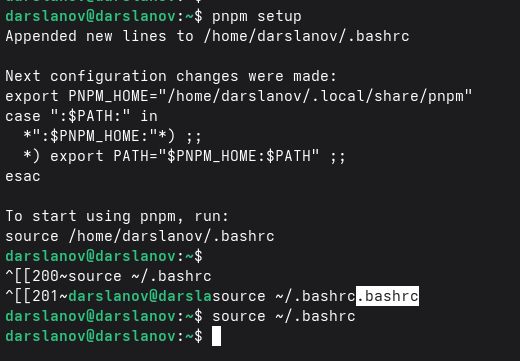 darslanov@darslanov:~$ pnpm setup
Appended new lines to /home/darslanov/.bashrc
Next configuration changes were made:
export PNPM_HOME="/home/darslanov/.local/share/pnpm"
case ":$PATH:" in
  *":$PNPM_HOME:"*) ;;
  *) export PATH="$PNPM_HOME:$PATH" ;;
esac
To start using pnpm, run:
source /home/darslanov/.bashrc
darslanov@darslanov:~$
^[[200~source ~/.bashrc
^[[201~darslanov@darslasource ~/.bashrc.bashrc
darslanov@darslanov:~$ source ~/.bashrc
darslanov@darslanov:~$